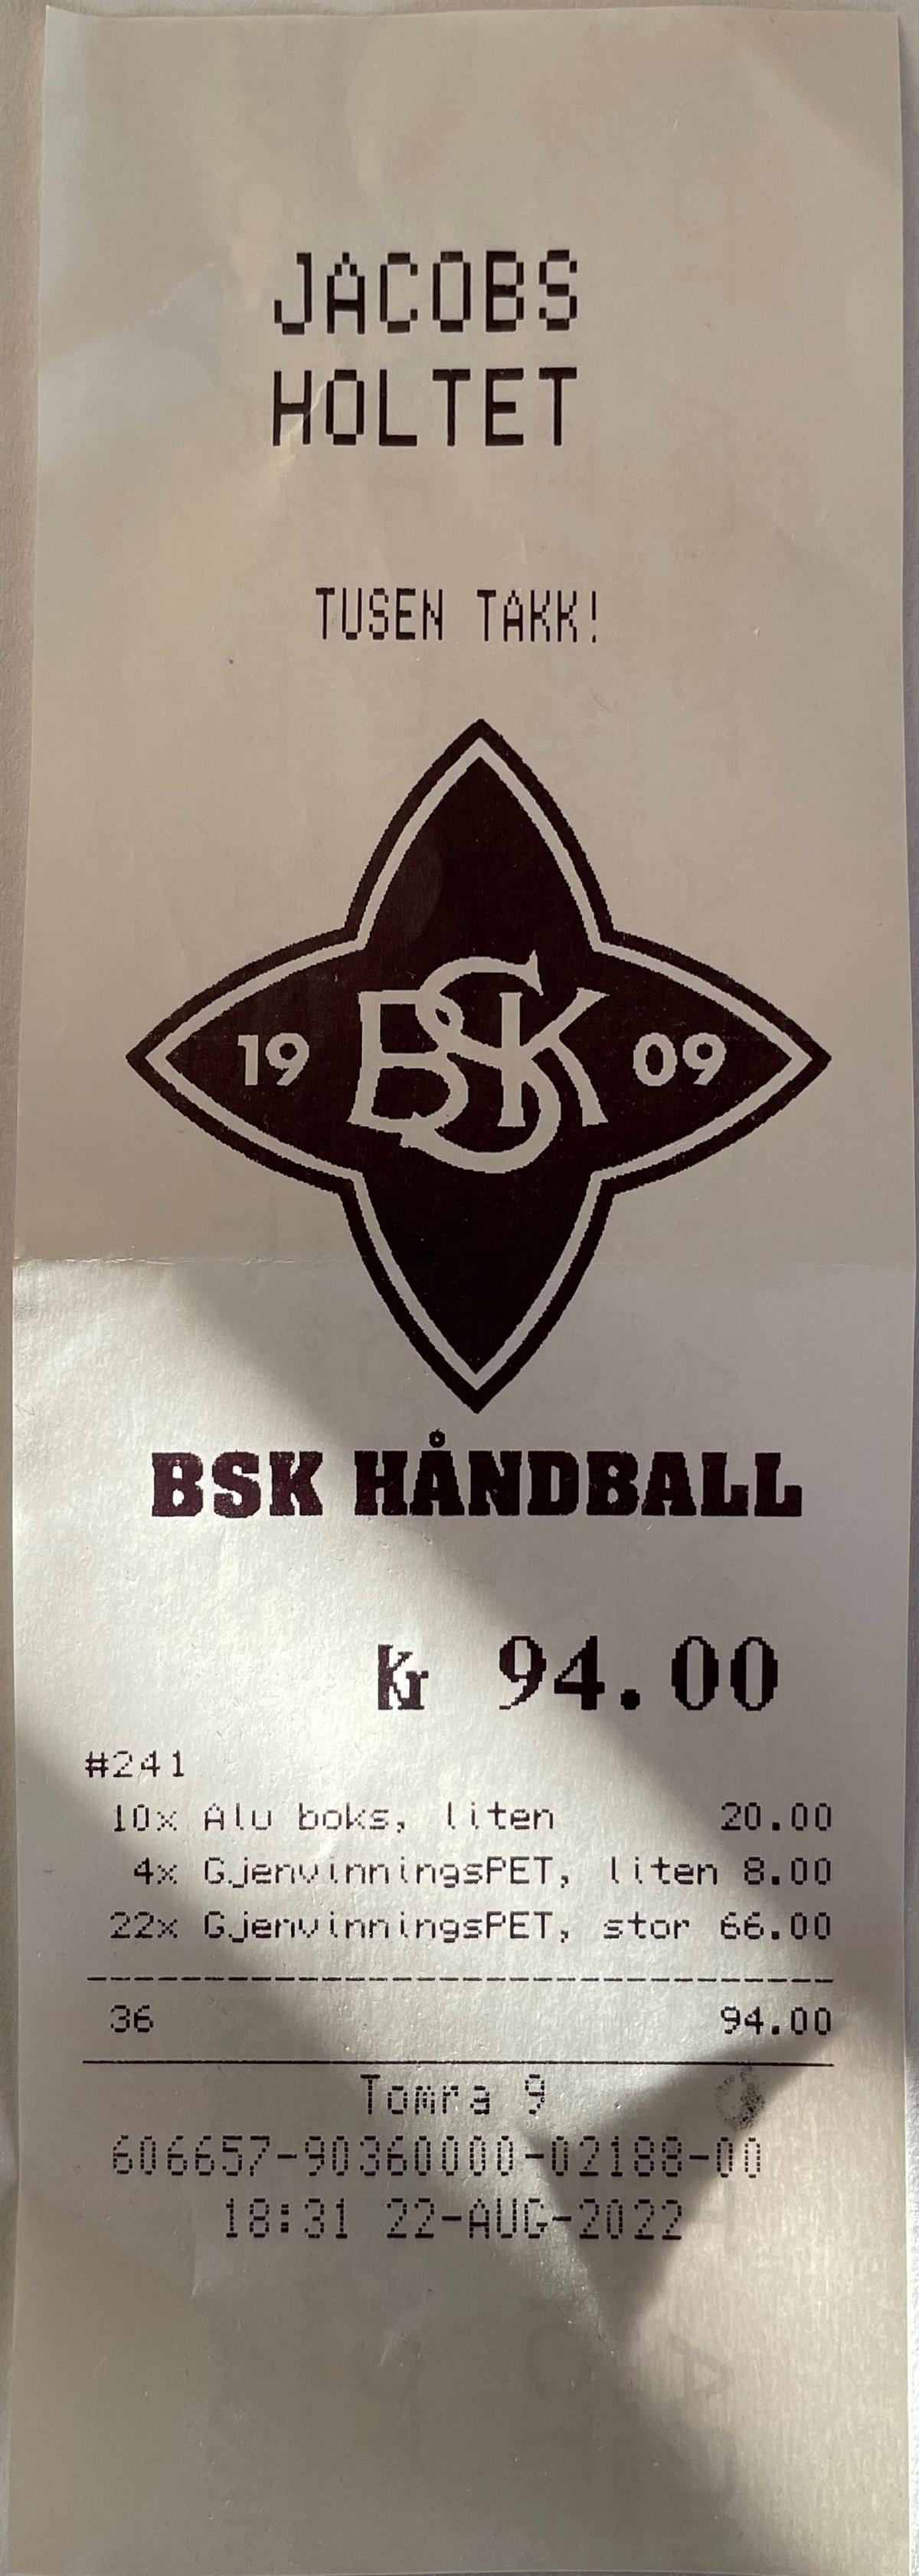 JACOBS
HOLTET
TUSEN TAKK!
19 BSK 09
BSK HÅNDBALL
Kr 94.00
#241
10x Alu boks, liten 20.00
4x GjenvinningsPET, liten 8.00
22x GjenvinningsPET, stor 66.00
36 94.00
Tomra 9
606657-90360000-02188-00
18:31 22-AUG-2022